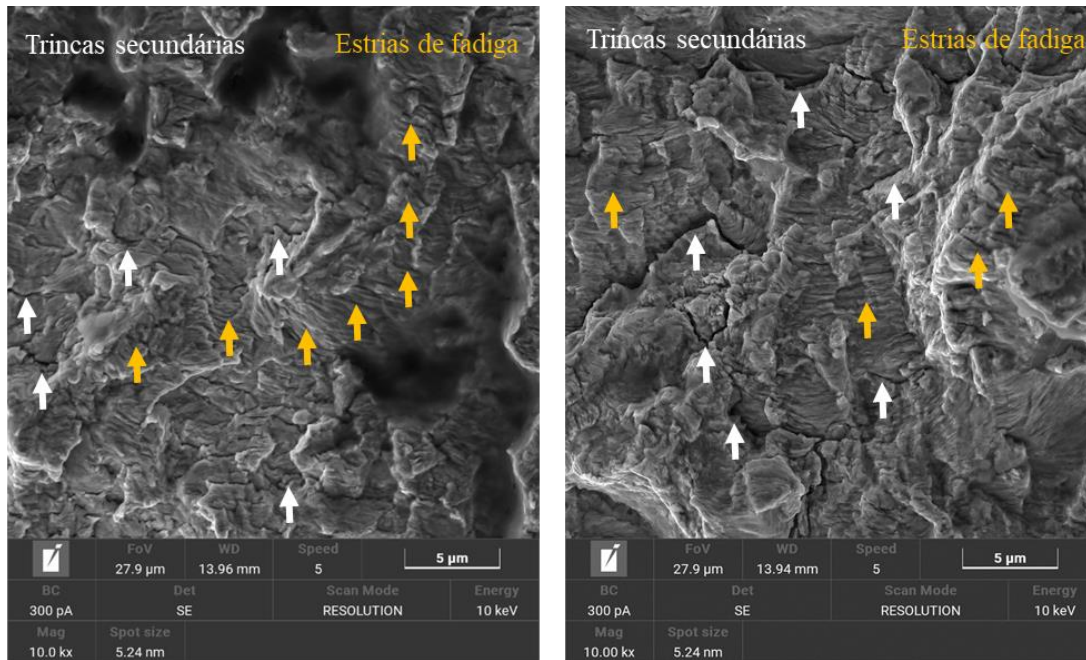 Trincas secundárias Estrias de fadiga
FoV WD Speed
27.9 µm 13.96 mm 5
5 µm
BC Det Scan Mode Energy
300 pA SE RESOLUTION 10 keV
Mag Spot size
10.0 kx 5.24 nm
Trincas secundárias Estrias de fadiga
FoV WD Speed
27.9 µm 13.94 mm 5
5 µm
BC Det Scan Mode Energy
300 pA SE RESOLUTION 10 keV
Mag Spot size
10.00 kx 5.24 nm